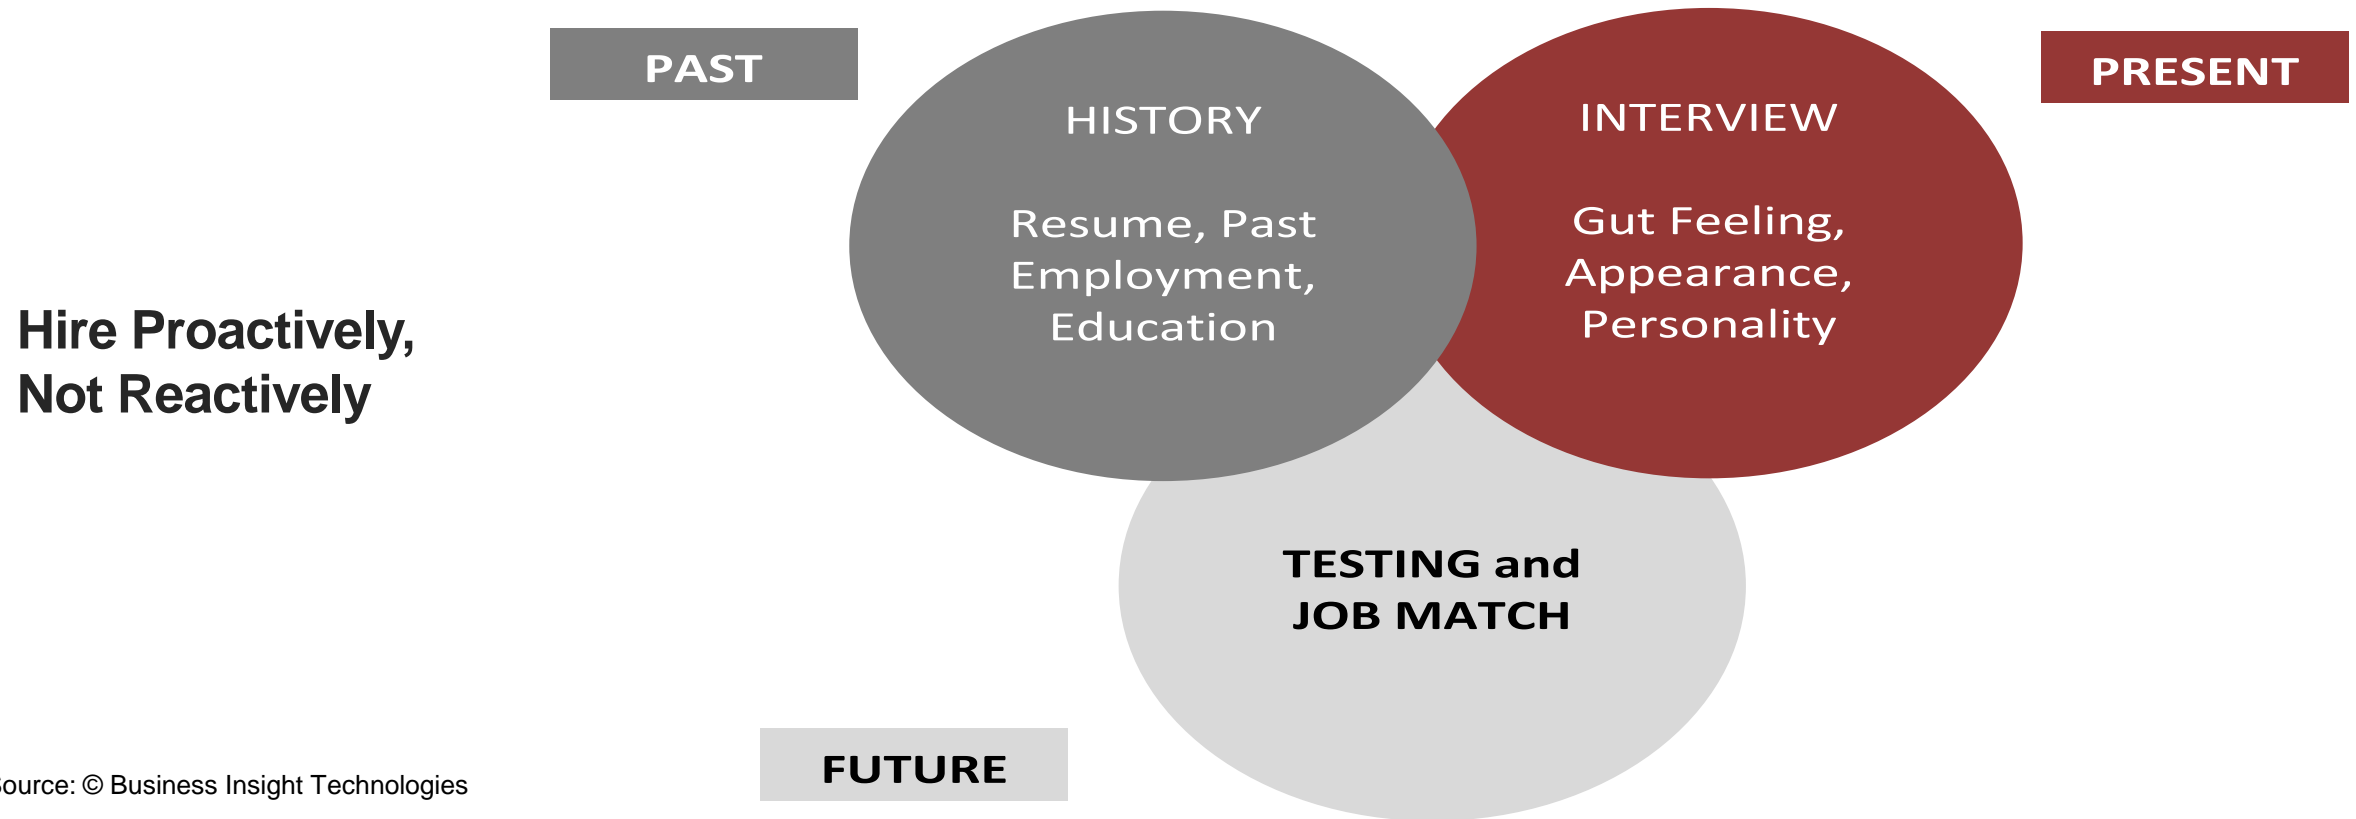 PAST
PRESENT
HISTORY
Resume, Past
Employment,
Education
INTERVIEW
Gut Feeling,
Appearance,
Personality
Hire Proactively,
Not Reactively
TESTING and
JOB MATCH
FUTURE
Source: © Business Insight Technologies